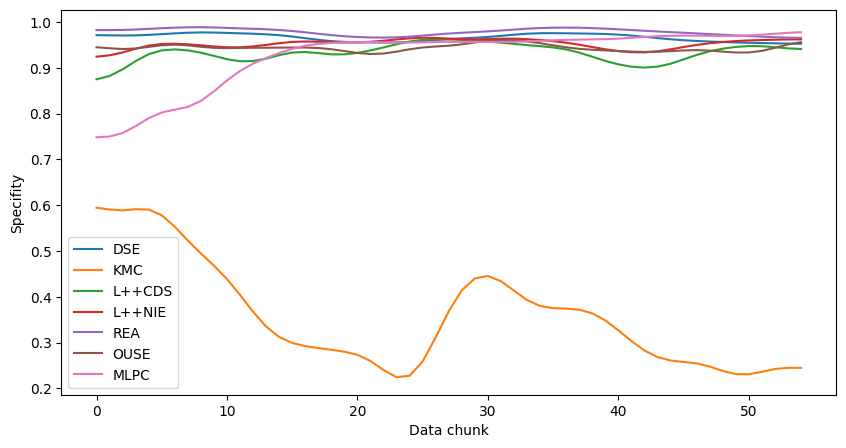 1.0
0.9
0.8
0.7
0.6
0.5
0.4
0.3
0.2
Specifity
DSE
KMC
L++CDS
L++NIE
REA
OUSE
MLPC
0 10 20 30 40 50
Data chunk